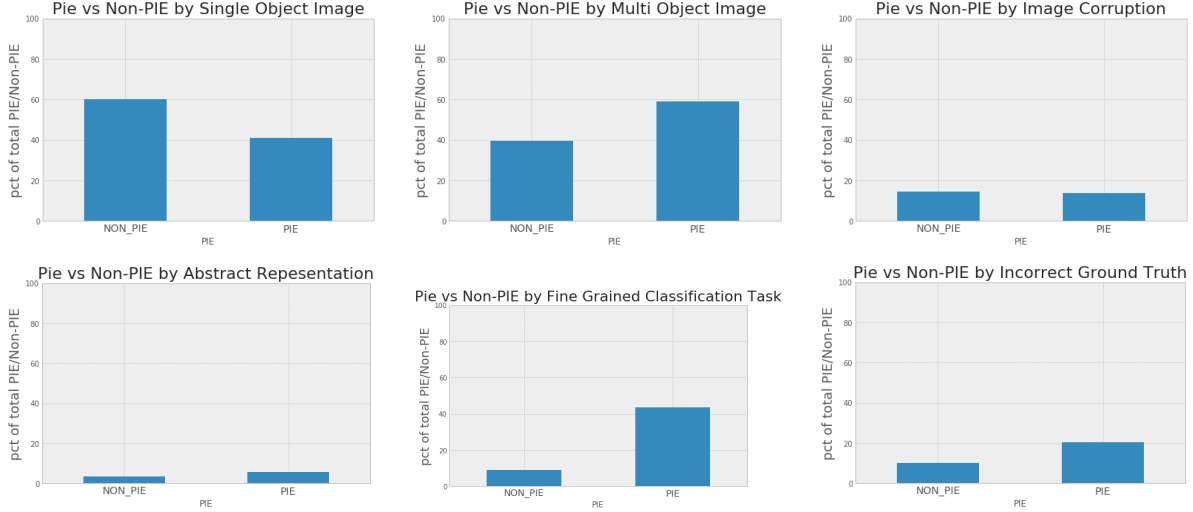 Pie vs Non-PIE by Single Object Image
pct of total PIE/Non-PIE
100
80
60
40
20
0
NON_PIE PIE
PIE
Pie vs Non-PIE by Multi Object Image
pct of total PIE/Non-PIE
100
80
60
40
20
0
NON_PIE PIE
PIE
Pie vs Non-PIE by Image Corruption
pct of total PIE/Non-PIE
100
80
60
40
20
0
NON_PIE PIE
PIE
Pie vs Non-PIE by Abstract Repesentation
pct of total PIE/Non-PIE
100
80
60
40
20
0
NON_PIE PIE
PIE
Pie vs Non-PIE by Fine Grained Classification Task
pct of total PIE/Non-PIE
100
80
60
40
20
0
NON_PIE PIE
PIE
Pie vs Non-PIE by Incorrect Ground Truth
pct of total PIE/Non-PIE
100
80
60
40
20
0
NON_PIE PIE
PIE